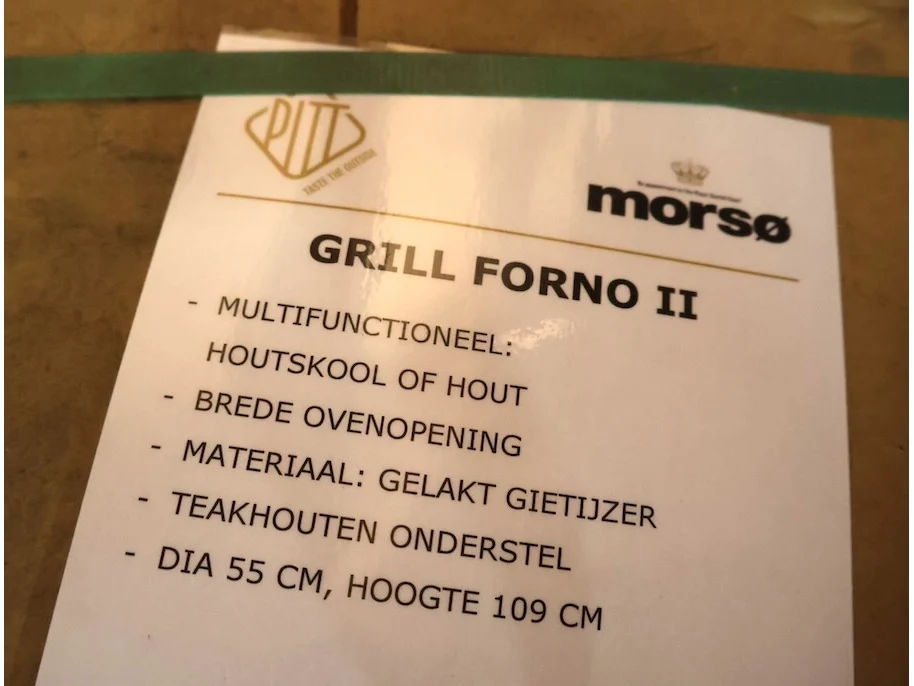 PITT
TASTE THE OUTSIDE
morsø
GRILL FORNO II
- MULTIFUNCTIONEEL:
HOUTSKOOL OF HOUT
- BREDE OVENOPENING
- MATERIAAL: GELAKT GIETIJZER
- TEAKHOUTEN ONDERSTEL
- DIA 55 CM, HOOGTE 109 CM